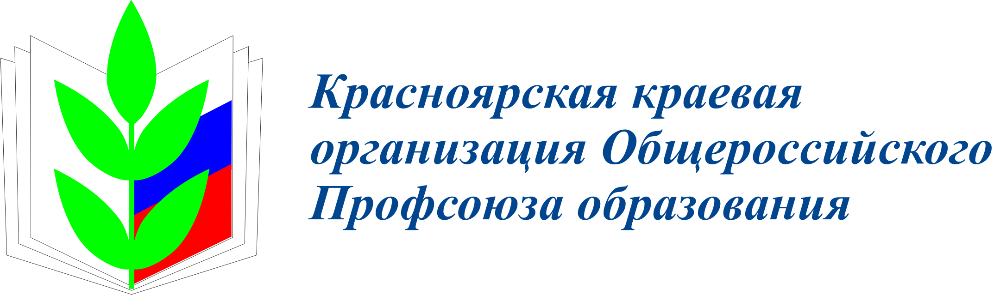 Красноярская краевая
организация Общероссийского
Профсоюза образования